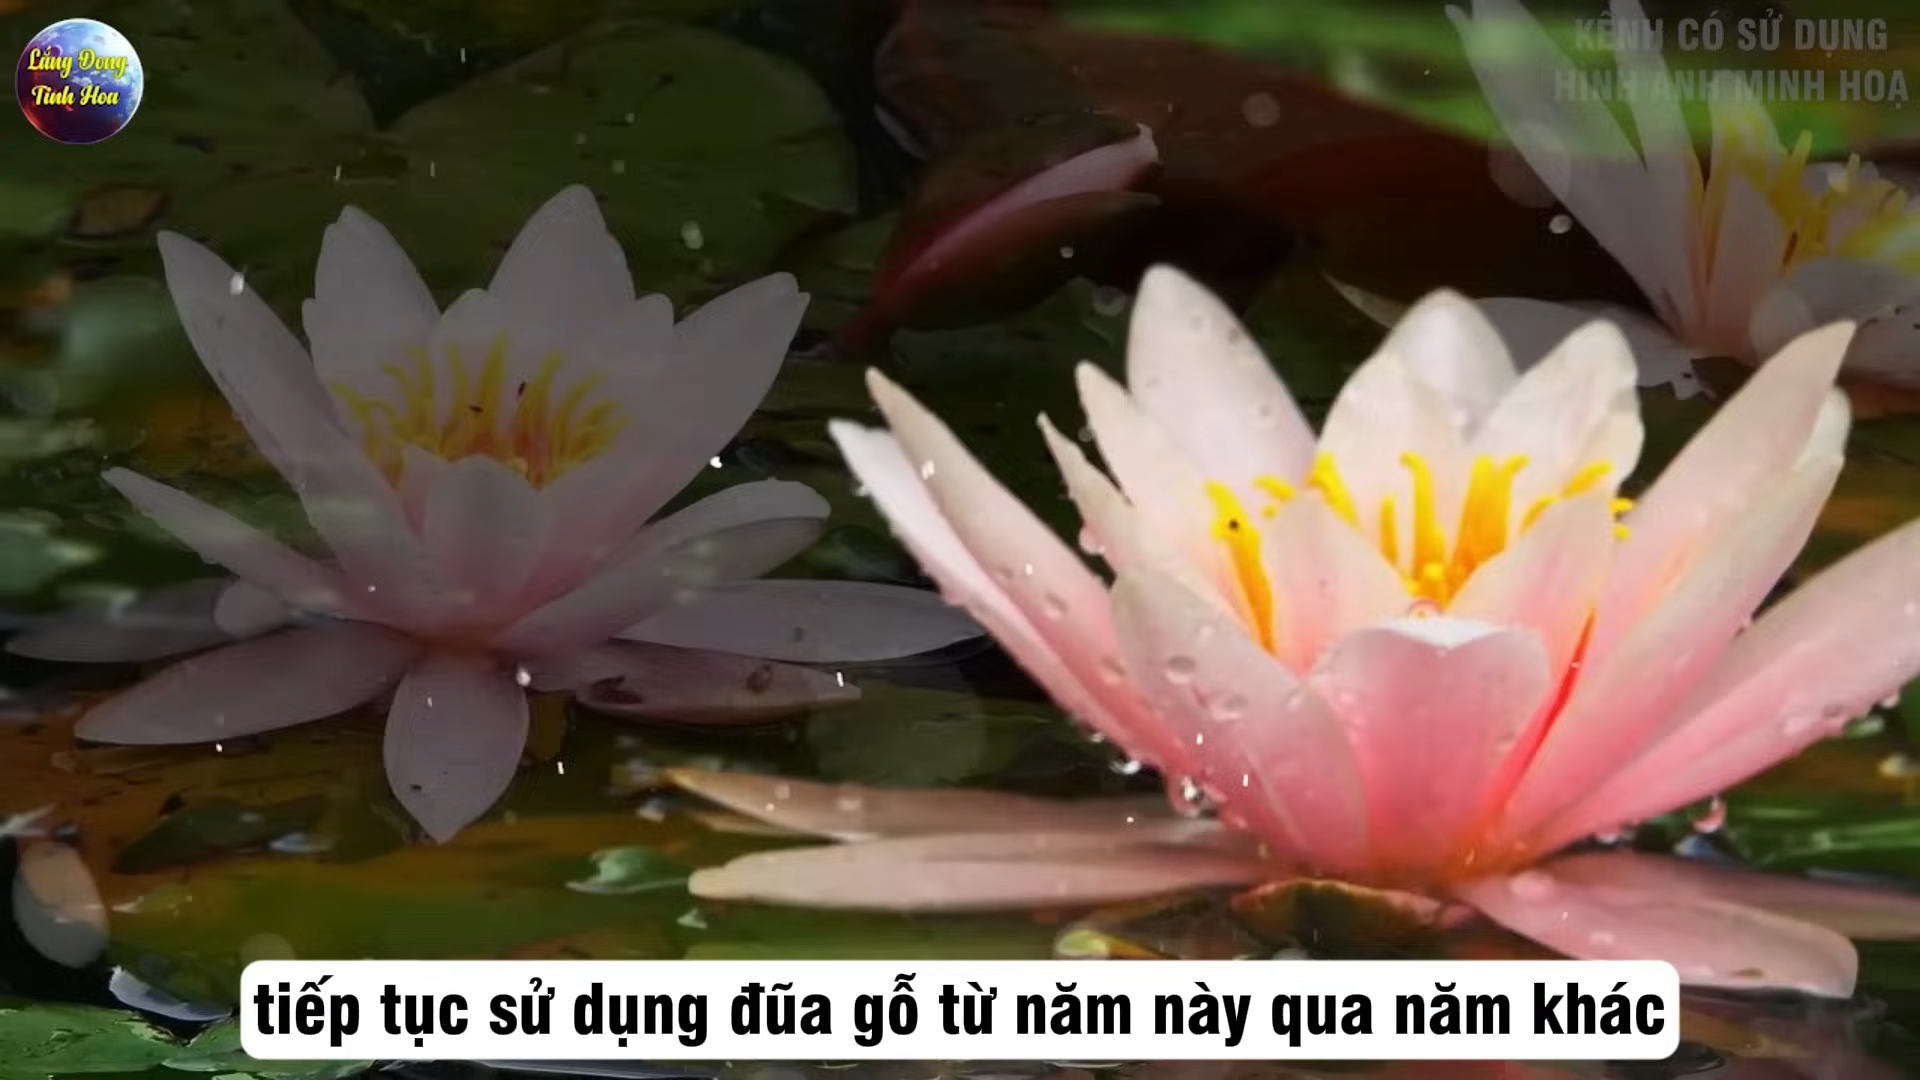 Lắng Đọng
Tinh Hoa
KÊNH CÓ SỬ DỤNG
HÌNH ẢNH MINH HOẠ
tiếp tục sử dụng đũa gỗ từ năm này qua năm khác